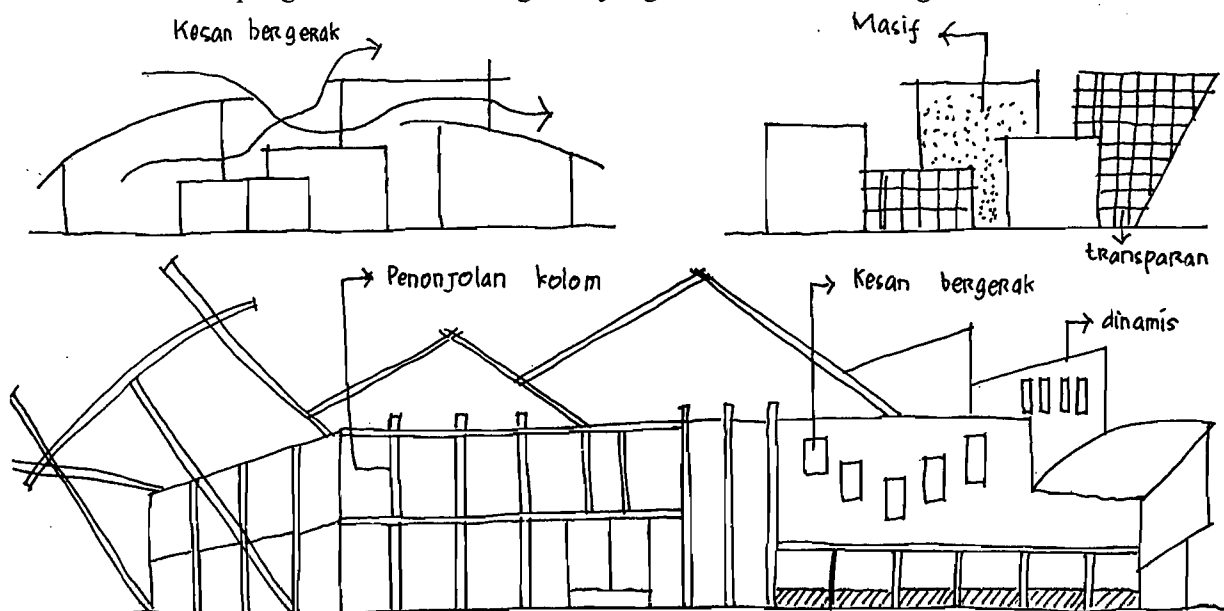 Kesan bergerak
Masif
transparan
Penonjolan kolom
Kesan bergerak
dinamis